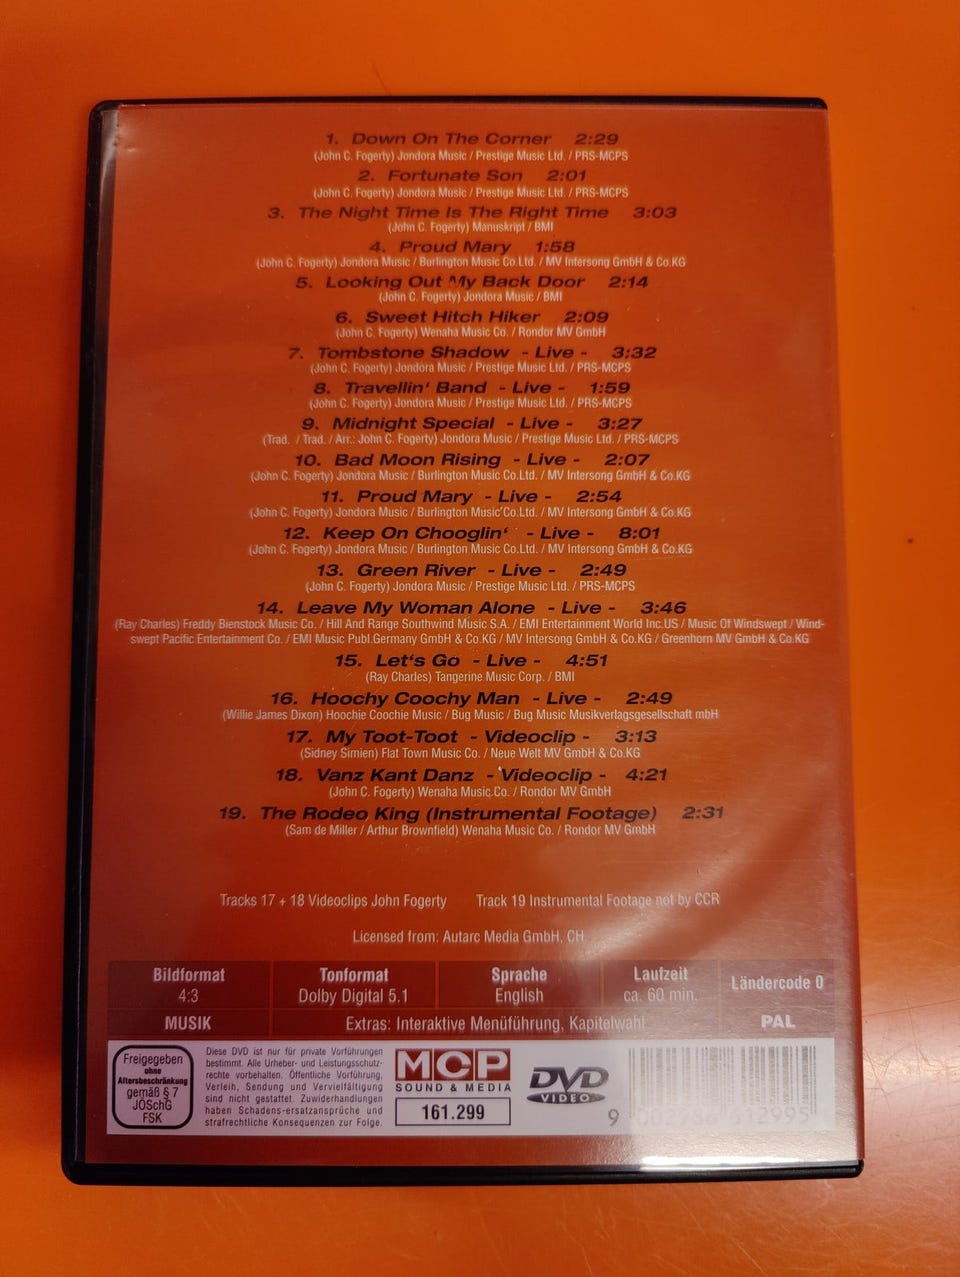 1. Down On The Corner 2:29
(John C. Fogerty) Jondora Music / Prestige Music Ltd. / PRS-MCPS
2. Fortunate Son 2:01
(John C. Fogerty) Jondora Music / Prestige Music Ltd. / PRS-MCPS
3. The Night Time Is The Right Time 3:03
(John C. Fogerty) Manuskript / BMI
4. Proud Mary 1:58
(John C. Fogerty) Jondora Music / Burlington Music Co.Ltd. / MV Intersong GmbH & Co.KG
5. Looking Out My Back Door 2:14
(John C. Fogerty) Jondora Music / BMI
6. Sweet Hitch Hiker 2:09
(John C. Fogerty) Wenaha Music Co. / Rondor MV GmbH
7. Tombstone Shadow - Live - 3:32
(John C. Fogerty) Jondora Music / Prestige Music Ltd. / PRS-MCPS
8. Travellin' Band - Live - 1:59
(John C. Fogerty) Jondora Music / Prestige Music Ltd. / PRS-MCPS
9. Midnight Special - Live - 3:27
(Trad. / Trad. / Arr.: John C. Fogerty) Jondora Music / Prestige Music Ltd. / PRS-MCPS
10. Bad Moon Rising - Live - 2:07
(John C. Fogerty) Jondora Music / Burlington Music Co.Ltd. / MV Intersong GmbH & Co.KG
11. Proud Mary - Live - 2:54
(John C. Fogerty) Jondora Music / Burlington Music Co.Ltd. / MV Intersong GmbH & Co.KG
12. Keep On Chooglin' - Live - 8:01
(John C. Fogerty) Jondora Music / Burlington Music Co.Ltd. / MV Intersong GmbH & Co.KG
13. Green River - Live - 2:49
(John C. Fogerty) Jondora Music / Prestige Music Ltd. / PRS-MCPS
14. Leave My Woman Alone - Live - 3:46
(Ray Charles) Freddy Bienstock Music Co. / Hill And Range Southwind Music S.A. / EMI Entertainment World Inc.US / Music Of Windswept / Wind-
swept Pacific Entertainment Co. / EMI Music Publ.Germany GmbH & Co.KG / MV Intersong GmbH & Co.KG / Greenhorn MV GmbH & Co.KG
15. Let's Go - Live - 4:51
(Ray Charles) Tangerine Music Corp. / BMI
16. Hoochy Coochy Man - Live - 2:49
(Willie James Dixon) Hoochie Coochie Music / Bug Music / Bug Music Musikverlagsgesellschaft mbH
17. My Toot-Toot - Videoclip - 3:13
(Sidney Simien) Flat Town Music Co. / Neue Welt MV GmbH & Co.KG
18. Vanz Kant Danz - Videoclip - 4:21
(John C. Fogerty) Wenaha Music Co. / Rondor MV GmbH
19. The Rodeo King (Instrumental Footage) 2:31
(Sam de Miller / Arthur Brownfield) Wenaha Music Co. / Rondor MV GmbH
Tracks 17 + 18 Videoclips John Fogerty Track 19 Instrumental Footage not by CCR
Licensed from: Autarc Media GmbH, CH
Bildformat Tonformat Sprache Laufzeit Ländercode 0
4:3 Dolby Digital 5.1 English ca. 60 min.
MUSIK Extras: Interaktive Menüführung, Kapitelwahl PAL
Freigegeben
ohne
Altersbeschränkung
gemäß § 7
JÖSchG
FSK
Diese DVD ist nur für private Vorführungen
bestimmt. Alle Urheber- und Leistungsschutz-
rechte vorbehalten. Öffentliche Vorführung,
Verleih, Sendung und Vervielfältigung
sind nicht gestattet. Zuwiderhandlungen
haben Schadens-ersatzansprüche und
strafrechtliche Konsequenzen zur Folge.
MCP
SOUND & MEDIA
161.299
DVD
VIDEO
9